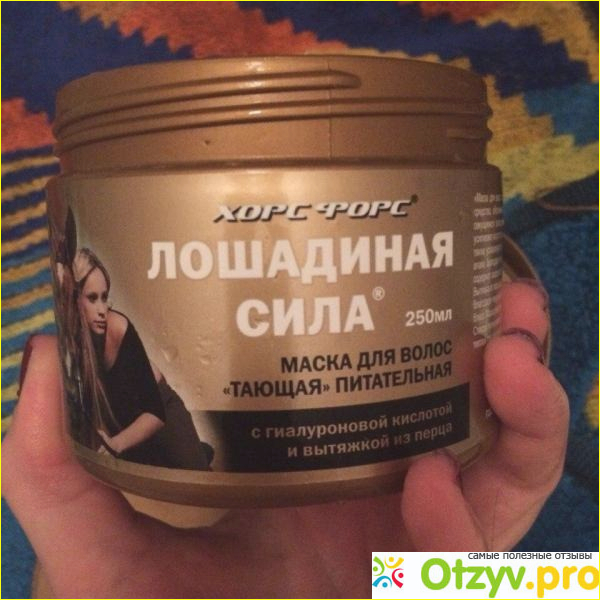 ХОРС ФОРС®
ЛОШАДИНАЯ
СИЛА®
250мл
МАСКА ДЛЯ ВОЛОС
«ТАЮЩАЯ» ПИТАТЕЛЬНАЯ
с гиалуроновой кислотой
и вытяжкой из перца
самые полезные отзывы
Otzyv.pro